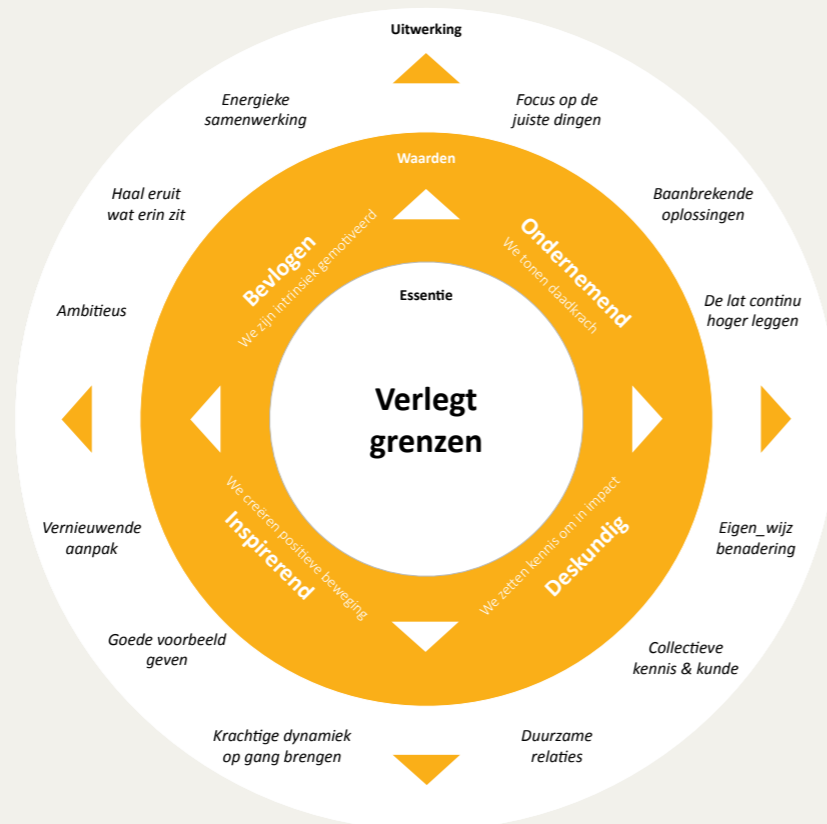 Uitwerking
Energieke
samenwerking
Focus op de
juiste dingen
Waarden
Haal eruit
wat erin zit
Baanbrekende
oplossingen
Bevlogen
We zijn intrinsiek gemotiveerd
Ondernemend
We tonen daadkrach
Essentie
Ambitieus
De lat continu
hoger leggen
Verlegt
grenzen
We creëren positieve beweging
Inspirerend
We zetten kennis om in impact
Deskundig
Vernieuwende
aanpak
Eigen_wijz
benadering
Goede voorbeeld
geven
Collectieve
kennis & kunde
Krachtige dynamiek
op gang brengen
Duurzame
relaties